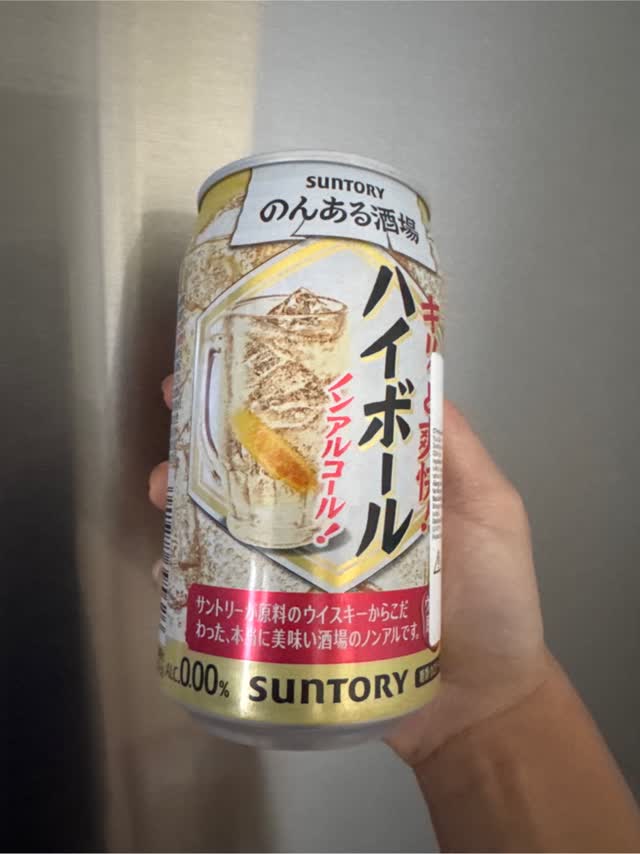 SUNTORY
のんある酒場
ハイボール
ノンアルコール!
サントリーが原料のウイスキーからこだ
わった、本当に美味い酒場のノンアルです。
ALC.0.00%
SUNTORY